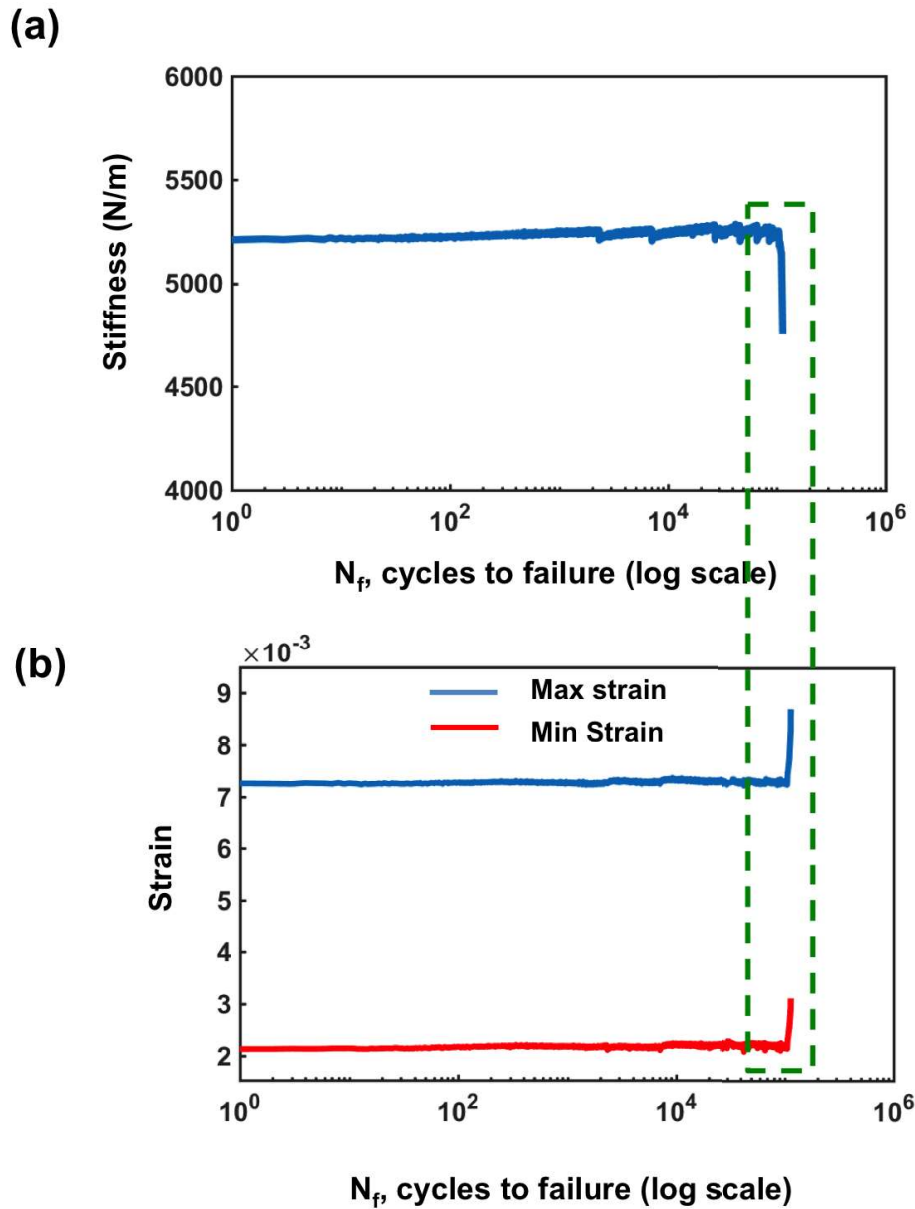 (a)
6000
5500
5000
4500
4000
Stiffness (N/m)
10^0 10^2 10^4 10^6
N_f, cycles to failure (log scale)
(b)
×10^-3
9
8
7
6
5
4
3
2
Strain
Max strain
Min Strain
10^0 10^2 10^4 10^6
N_f, cycles to failure (log scale)